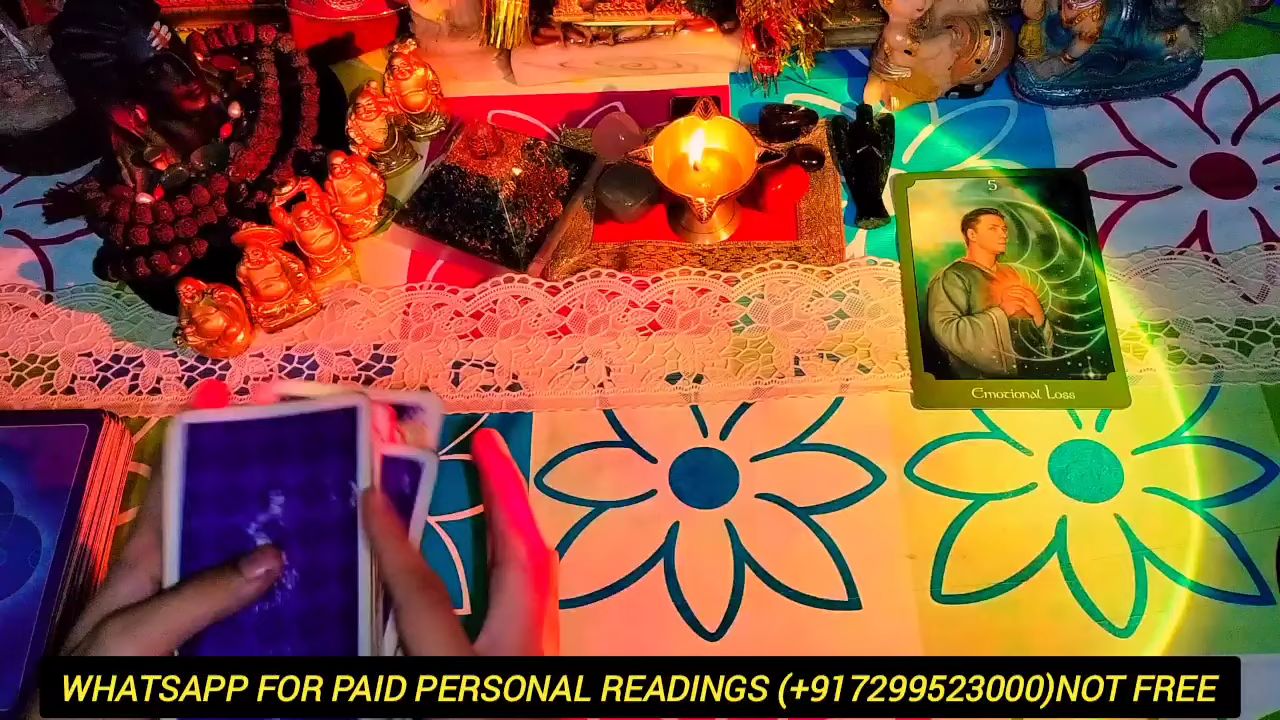 5
Emotional Loss
WHATSAPP FOR PAID PERSONAL READINGS (+917299523000)NOT FREE